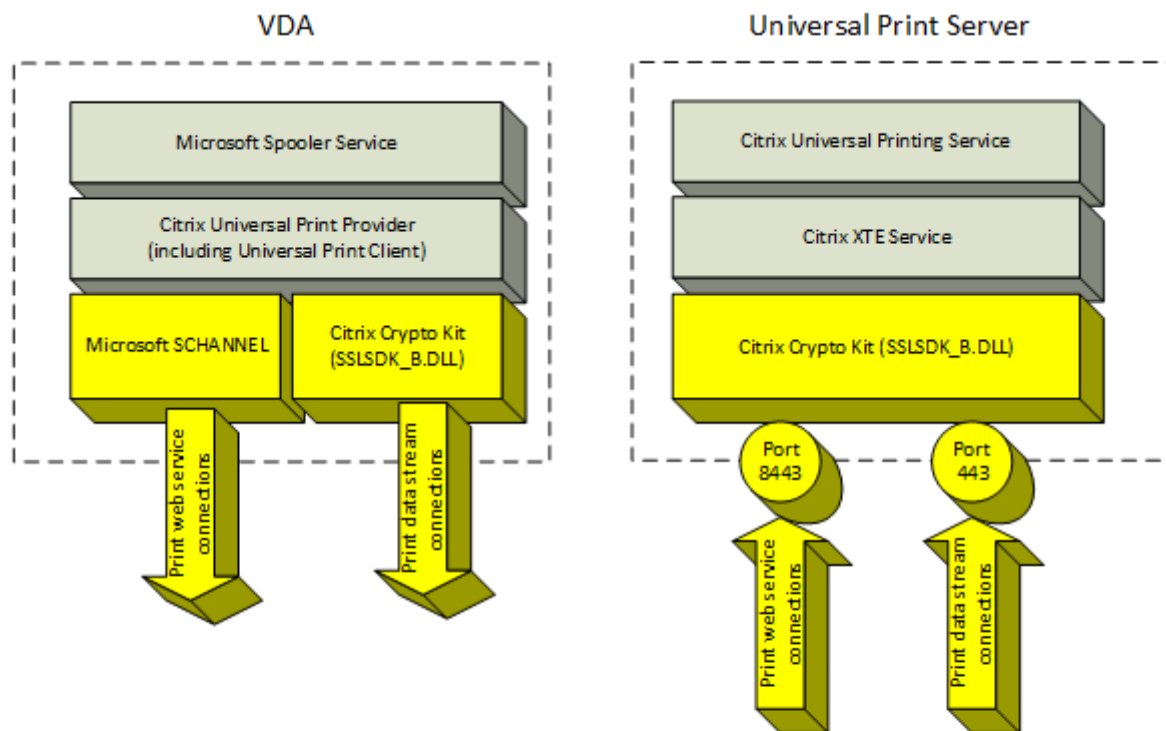 VDA
Microsoft Spooler Service
Citrix Universal Print Provider
(including Universal Print Client)
Microsoft SCHANNEL
Citrix Crypto Kit
(SSLSDK_B.DLL)
Print web service
connections
Print data stream
connections
Universal Print Server
Citrix Universal Printing Service
Citrix XTE Service
Citrix Crypto Kit (SSLSDK_B.DLL)
Port
8443
Port
443
Print web service
connections
Print data stream
connections